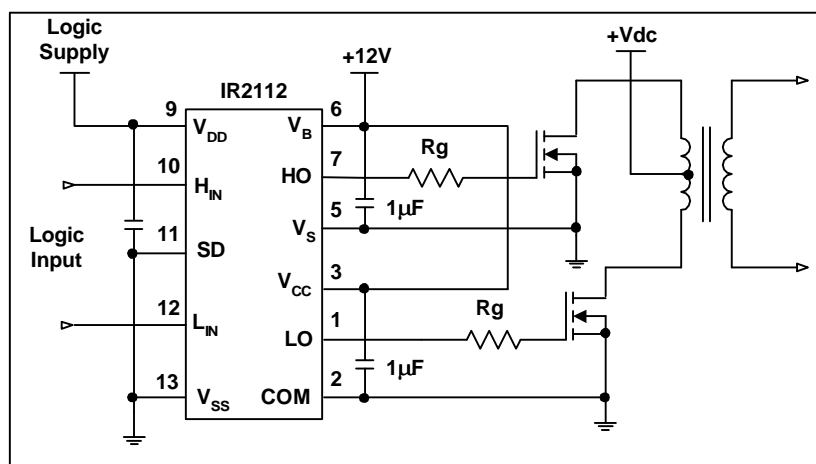 Logic
Supply
+12V
+Vdc
IR2112
9
VDD
VB
6
10
HIN
HO
7
Rg
1μF
Logic
Input
11
SD
VS
5
VCC
3
12
LIN
LO
1
Rg
1μF
13
VSS
COM
2